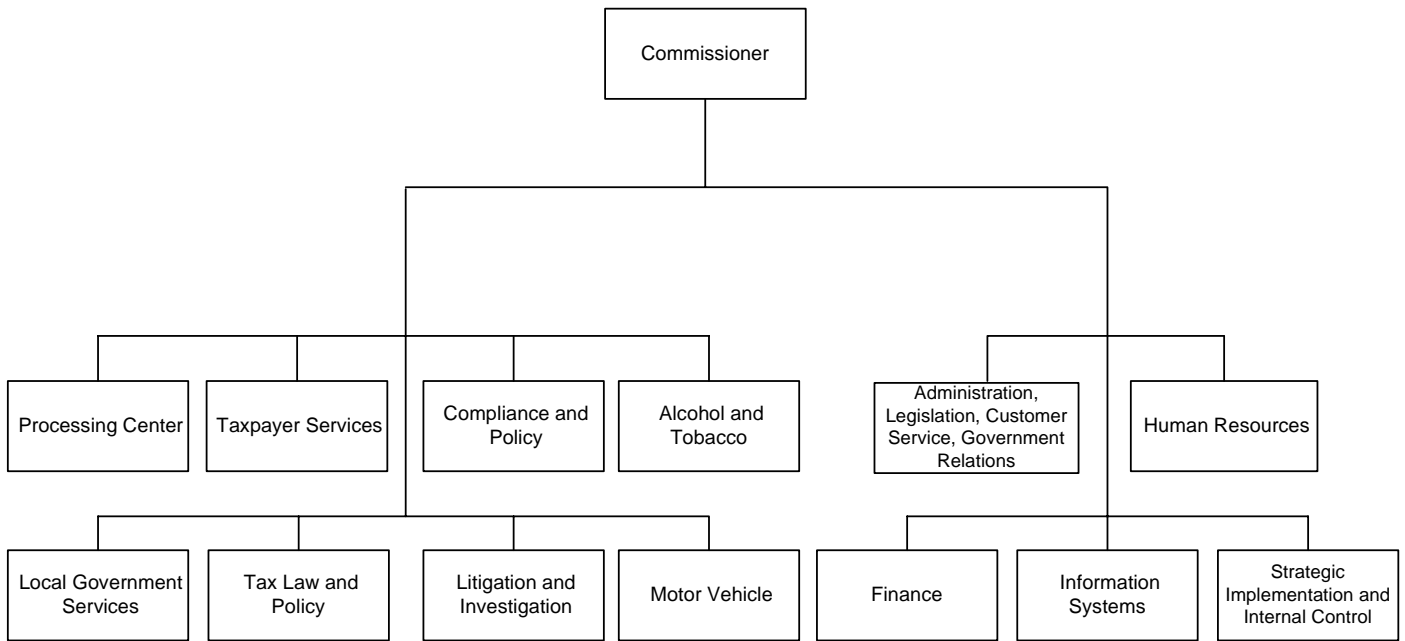 Commissioner
Processing Center
Taxpayer Services
Compliance and
Policy
Alcohol and
Tobacco
Administration,
Legislation, Customer
Service, Government
Relations
Human Resources
Local Government
Services
Tax Law and
Policy
Litigation and
Investigation
Motor Vehicle
Finance
Information
Systems
Strategic
Implementation and
Internal Control